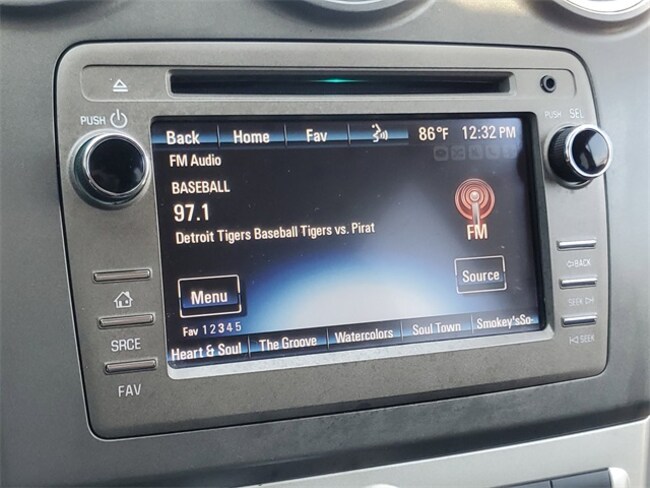 PUSH
PUSH SEL
Back Home Fav 86°F 12:32 PM
FM Audio
BASEBALL
97.1
Detroit Tigers Baseball Tigers vs. Pirat
FM
Menu
Source
Fav 1 2 3 4 5
Heart & Soul The Groove Watercolors Soul Town Smokey'sSo
SRCE
FAV
BACK
SEEK
SEEK